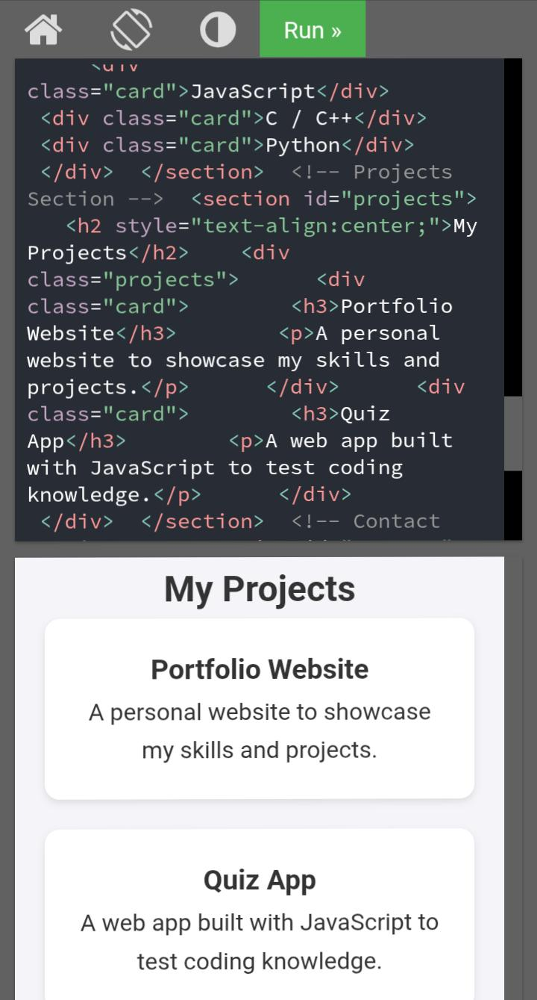 Run »
class="card">JavaScript</div>
<div class="card">C / C++</div>
<div class="card">Python</div>
</div>  </section>  <!-- Projects
Section -->  <section id="projects">
<h2 style="text-align:center;">My
Projects</h2>    <div
class="projects">      <div
class="card">        <h3>Portfolio
Website</h3>        <p>A personal
website to showcase my skills and
projects.</p>      </div>      <div
class="card">        <h3>Quiz
App</h3>        <p>A web app built
with JavaScript to test coding
knowledge.</p>      </div>
</div>  </section>  <!-- Contact
My Projects
Portfolio Website
A personal website to showcase
my skills and projects.
Quiz App
A web app built with JavaScript to
test coding knowledge.